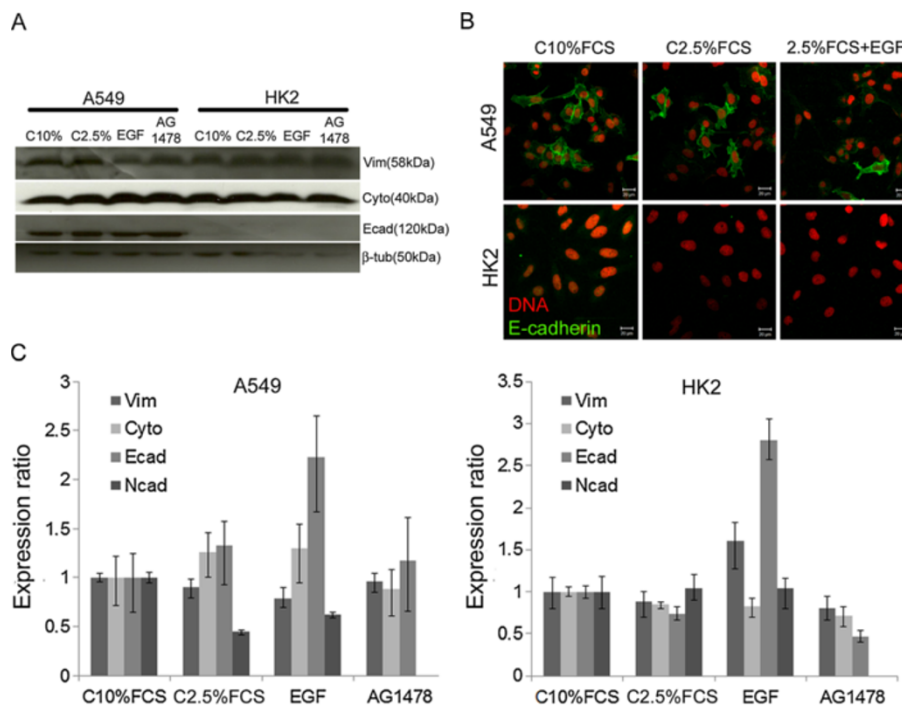 A
A549 HK2
C10% C2.5% EGF AG 1478 C10% C2.5% EGF AG 1478
Vim(58kDa)
Cyto(40kDa)
Ecad(120kDa)
β-tub(50kDa)
B
C10%FCS C2.5%FCS 2.5%FCS+EGF
A549
HK2
DNA
E-cadherin
C
A549
Expression ratio
3
2.5
2
1.5
1
0.5
0
Vim
Cyto
Ecad
Ncad
C10%FCS C2.5%FCS EGF AG1478
HK2
Expression ratio
3.5
3
2.5
2
1.5
1
0.5
0
Vim
Cyto
Ecad
Ncad
C10%FCS C2.5%FCS EGF AG1478